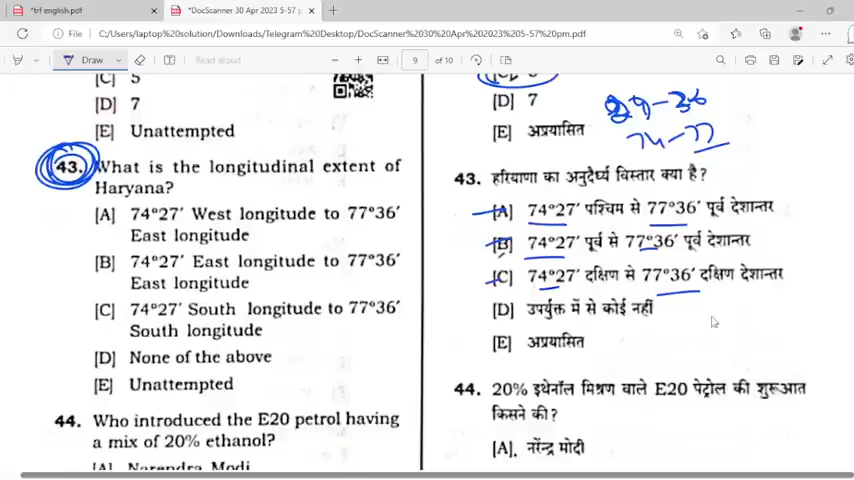 *trf english.pdf
*DocScanner 30 Apr 2023 5-57 p
File
C:/Users/laptop%20solution/Downloads/Telegram%20Desktop/DocScanner%2030%20Apr%202023%205-57%20pm.pdf
Draw
Read aloud
9 of 10
[C] 5
[D] 7
[E] Unattempted
43. What is the longitudinal extent of
Haryana?
[A] 74°27′ West longitude to 77°36′
East longitude
[B] 74°27′ East longitude to 77°36′
East longitude
[C] 74°27′ South longitude to 77°36′
South longitude
[D] None of the above
[E] Unattempted
44. Who introduced the E20 petrol having
a mix of 20% ethanol?
[A] Narendra Modi
[D] 7
[E] अप्रयासित
74-77
43. हरियाणा का अनुदैर्ध्य विस्तार क्या है?
[A] 74°27′ पश्चिम से 77°36′ पूर्व देशान्तर
[B] 74°27′ पूर्व से 77°36′ पूर्व देशान्तर
[C] 74°27′ दक्षिण से 77°36′ दक्षिण देशान्तर
[D] उपर्युक्त में से कोई नहीं
[E] अप्रयासित
44. 20% इथेनॉल मिश्रण वाले E20 पेट्रोल की शुरूआत
किसने की?
[A]. नरेंद्र मोदी